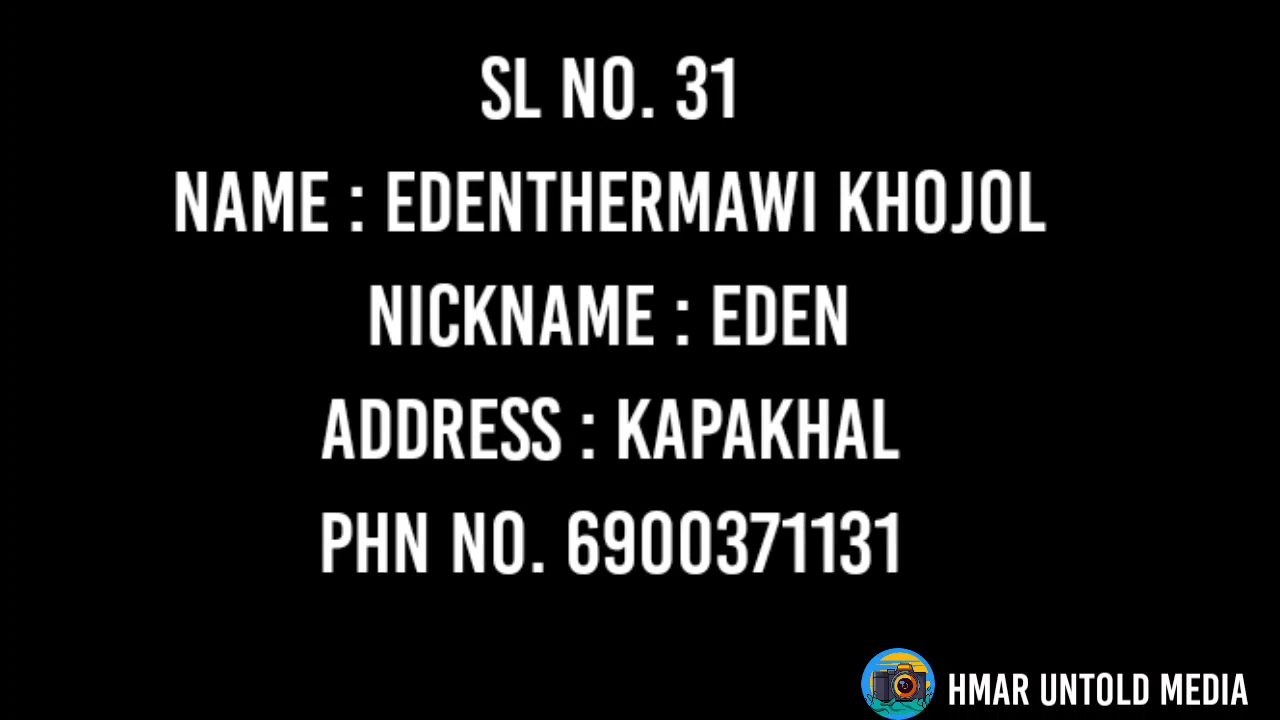 SL NO. 31
NAME : EDENTHERMAWI KHOJOL
NICKNAME : EDEN
ADDRESS : KAPAKHAL
PHN NO. 6900371131
HMAR UNTOLD MEDIA